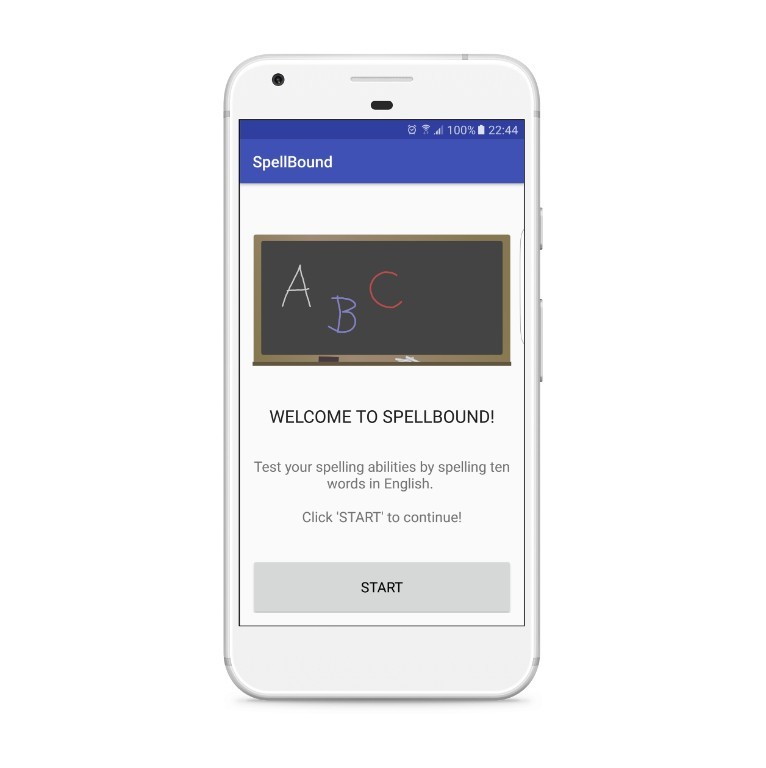 100% 22:44
SpellBound
A
B
C
WELCOME TO SPELLBOUND!
Test your spelling abilities by spelling ten
words in English.
Click 'START' to continue!
START